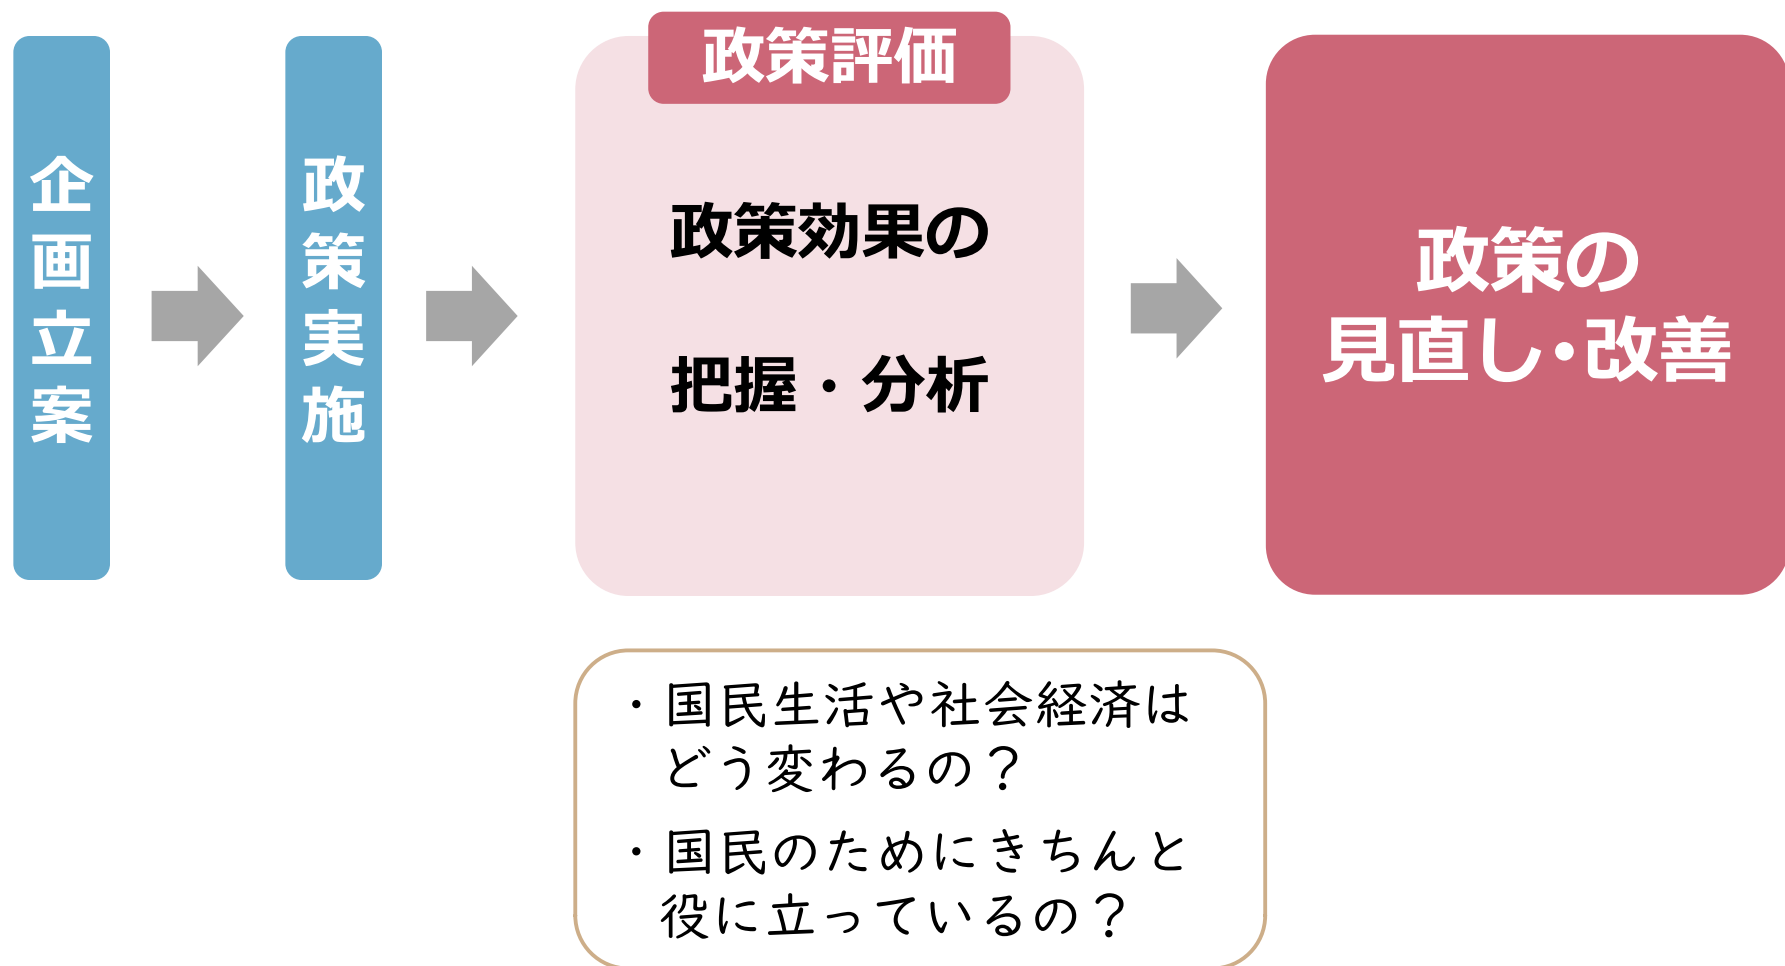 企画立案
政策実施
政策評価
政策効果の
把握・分析
政策の
見直し・改善
・国民生活や社会経済は
どう変わるの？
・国民のためにきちんと
役に立っているの？